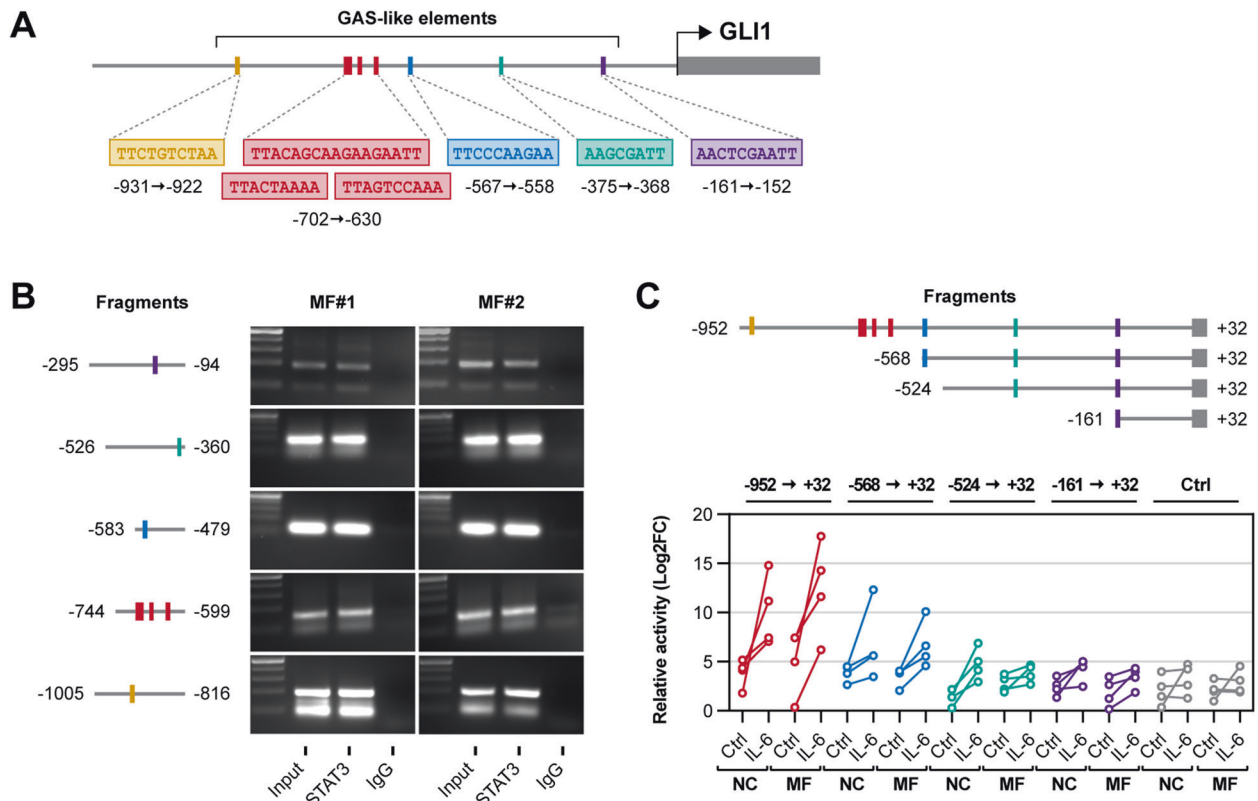 A
GAS-like elements
GLI1
TTCTGTCTAA
TTACAGCAAGAAGAATT
TTCCCAAGAA
AAGCGATT
AACTCGAATT
-931→-922
TTACTAAAA
TTAGTCCAAA
-567→-558
-375→-368
-161→-152
-702→-630
B
Fragments
MF#1
MF#2
-295
-94
-526
-360
-583
-479
-744
-599
-1005
-816
Input
STAT3
IgG
Input
STAT3
IgG
C
Fragments
-952
+32
-568
+32
-524
+32
-161
+32
-952 → +32
-568 → +32
-524 → +32
-161 → +32
Ctrl
Relative activity (Log2FC)
20
15
10
5
0
Ctrl IL-6 Ctrl IL-6 Ctrl IL-6 Ctrl IL-6 Ctrl IL-6 Ctrl IL-6 Ctrl IL-6 Ctrl IL-6 Ctrl IL-6 Ctrl IL-6
NC MF NC MF NC MF NC MF NC MF